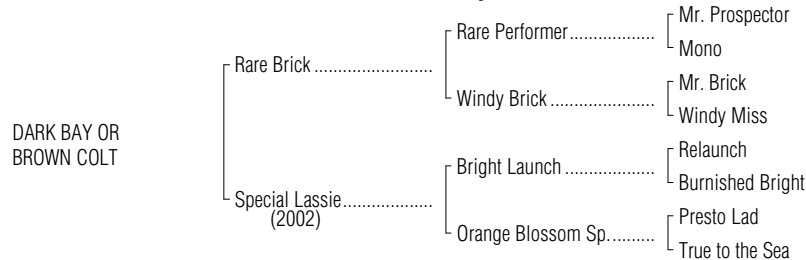 Mr. Prospector
Rare Performer..................
Mono
Rare Brick .........................
Mr. Brick
Windy Brick ......................
Windy Miss
DARK BAY OR
BROWN COLT
Relaunch
Bright Launch ...................
Burnished Bright
Special Lassie...................
(2002)
Presto Lad
Orange Blossom Sp..........
True to the Sea